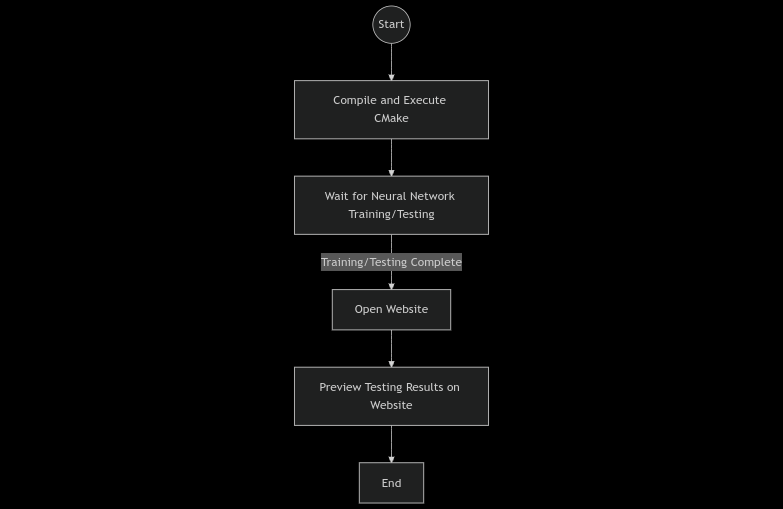 Start
Compile and Execute
CMake
Wait for Neural Network
Training/Testing
Training/Testing Complete
Open Website
Preview Testing Results on
Website
End